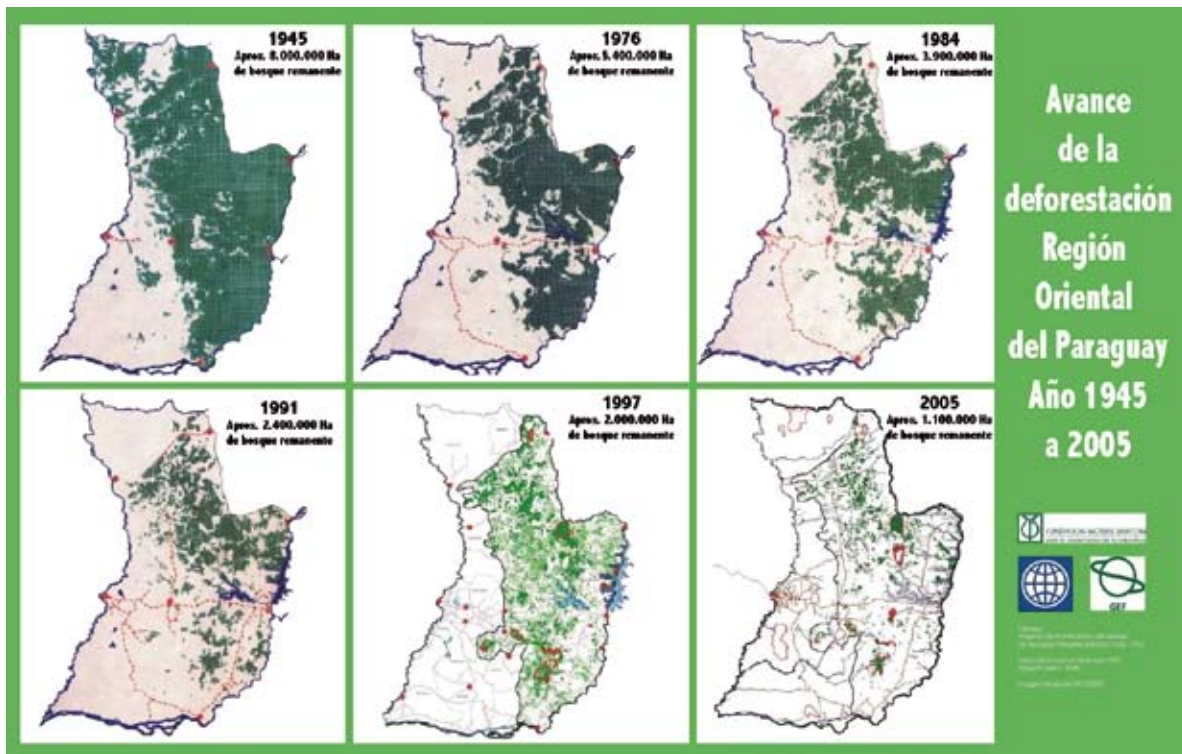 1945
Aprox. 8.000.000 Ha
de bosque remanente
1976
Aprox. 5.400.000 Ha
de bosque remanente
1984
Aprox. 3.900.000 Ha
de bosque remanente
1991
Aprox. 2.400.000 Ha
de bosque remanente
1997
Aprox. 2.000.000 Ha
de bosque remanente
2005
Aprox. 1.100.000 Ha
de bosque remanente
Avance
de la
deforestación
Región
Oriental
del Paraguay
Año 1945
a 2005
GEF